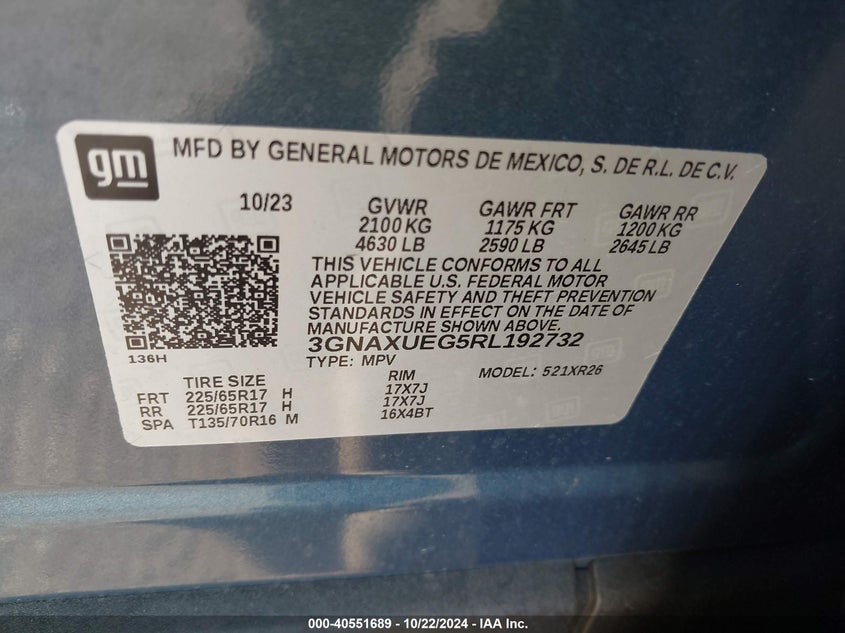 gm
MFD BY GENERAL MOTORS DE MEXICO, S. DE R.L. DE C.V.
10/23 GVWR GAWR FRT GAWR RR
2100 KG 1175 KG 1200 KG
4630 LB 2590 LB 2645 LB
THIS VEHICLE CONFORMS TO ALL
APPLICABLE U.S. FEDERAL MOTOR
VEHICLE SAFETY AND THEFT PREVENTION
STANDARDS IN EFFECT ON THE DATE OF
MANUFACTURE SHOWN ABOVE.
136H 3GNAXUEG5RL192732
TYPE: MPV MODEL: 521XR26
TIRE SIZE RIM
FRT 225/65R17 H 17X7J
RR 225/65R17 H 17X7J
SPA T135/70R16 M 16X4BT
000-40551689 - 10/22/2024 - IAA Inc.